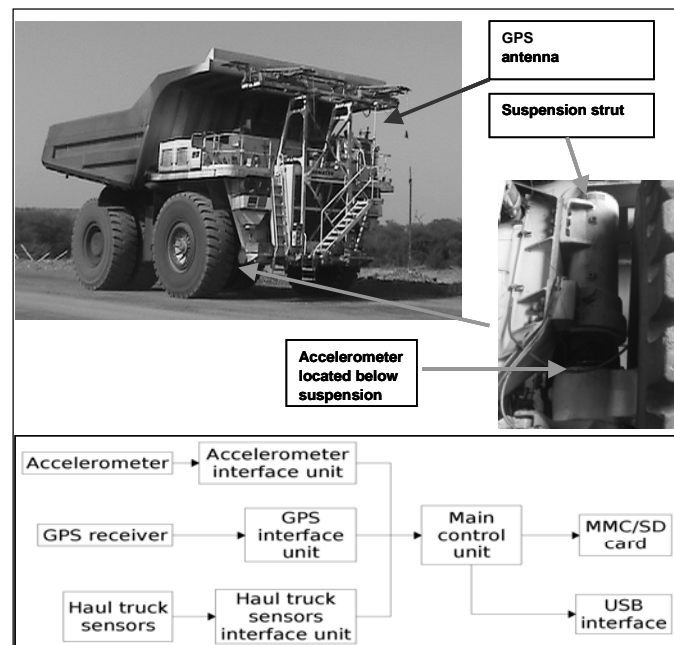 GPS
antenna
Suspension strut
Accelerometer
located below
suspension
Accelerometer
Accelerometer
interface unit
GPS receiver
GPS
interface
unit
Main
control
unit
MMC/SD
card
Haul truck
sensors
Haul truck
sensors
interface unit
USB
interface